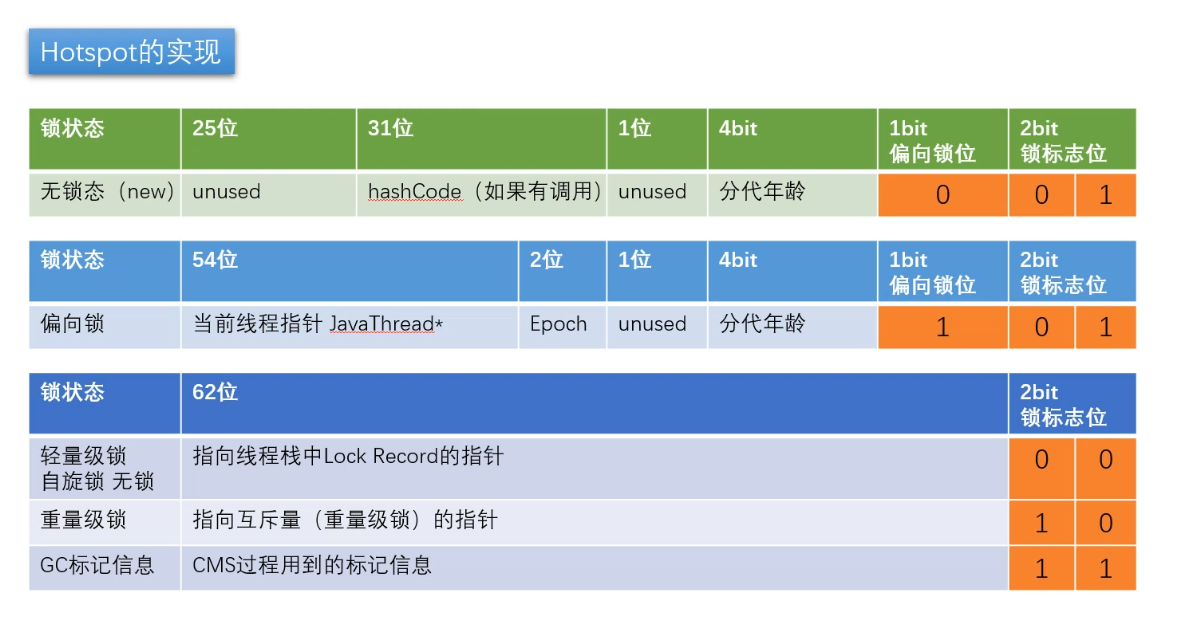 Hotspot的实现
锁状态 25位 31位 1位 4bit 1bit 2bit
偏向锁位 锁标志位
无锁态（new） unused hashCode（如果有调用） unused 分代年龄 0 0 1
锁状态 54位 2位 1位 4bit 1bit 2bit
偏向锁位 锁标志位
偏向锁 当前线程指针 JavaThread* Epoch unused 分代年龄 1 0 1
锁状态 62位 2bit
锁标志位
轻量级锁 指向线程栈中Lock Record的指针 0 0
自旋锁 无锁
重量级锁 指向互斥量（重量级锁）的指针 1 0
GC标记信息 CMS过程用到的标记信息 1 1